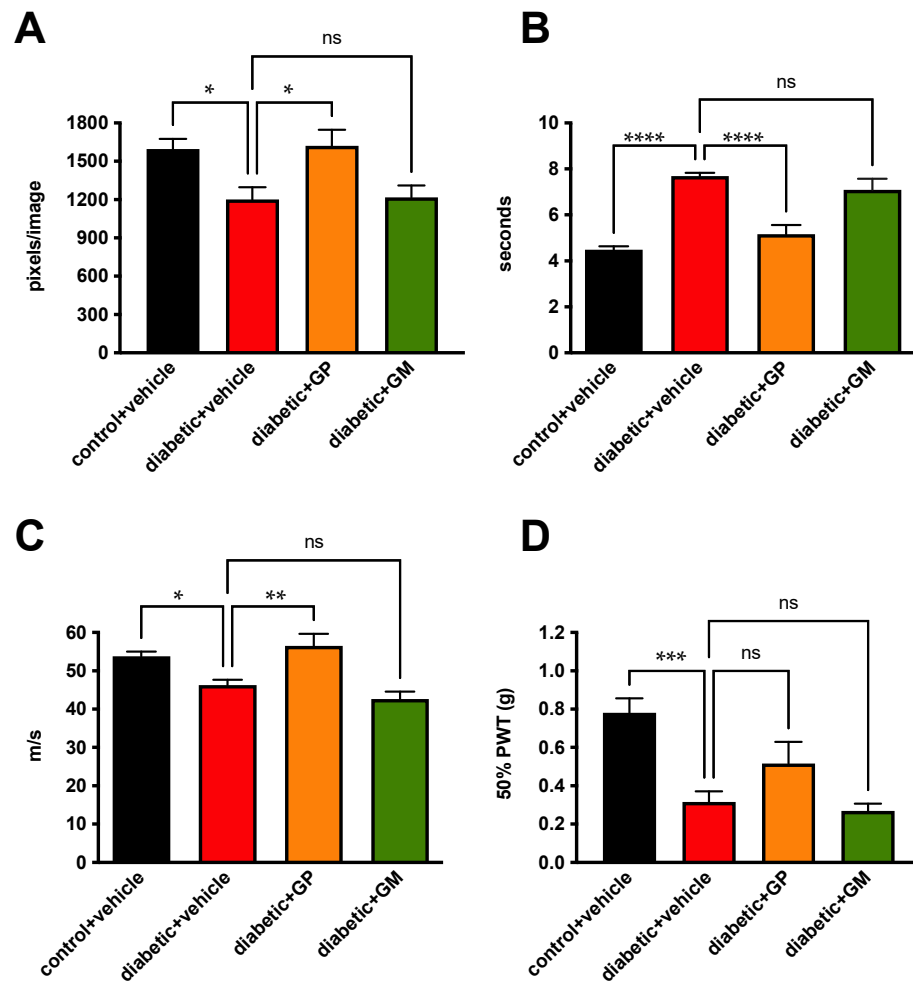 A
ns
*
*
pixels/image
1800
1500
1200
900
600
300
0
control+vehicle
diabetic+vehicle
diabetic+GP
diabetic+GM
B
ns
****
****
seconds
10
8
6
4
2
0
control+vehicle
diabetic+vehicle
diabetic+GP
diabetic+GM
C
ns
*
**
m/s
60
50
40
30
20
10
0
control+vehicle
diabetic+vehicle
diabetic+GP
diabetic+GM
D
ns
***
ns
50% PWT (g)
1.2
1.0
0.8
0.6
0.4
0.2
0.0
control+vehicle
diabetic+vehicle
diabetic+GP
diabetic+GM